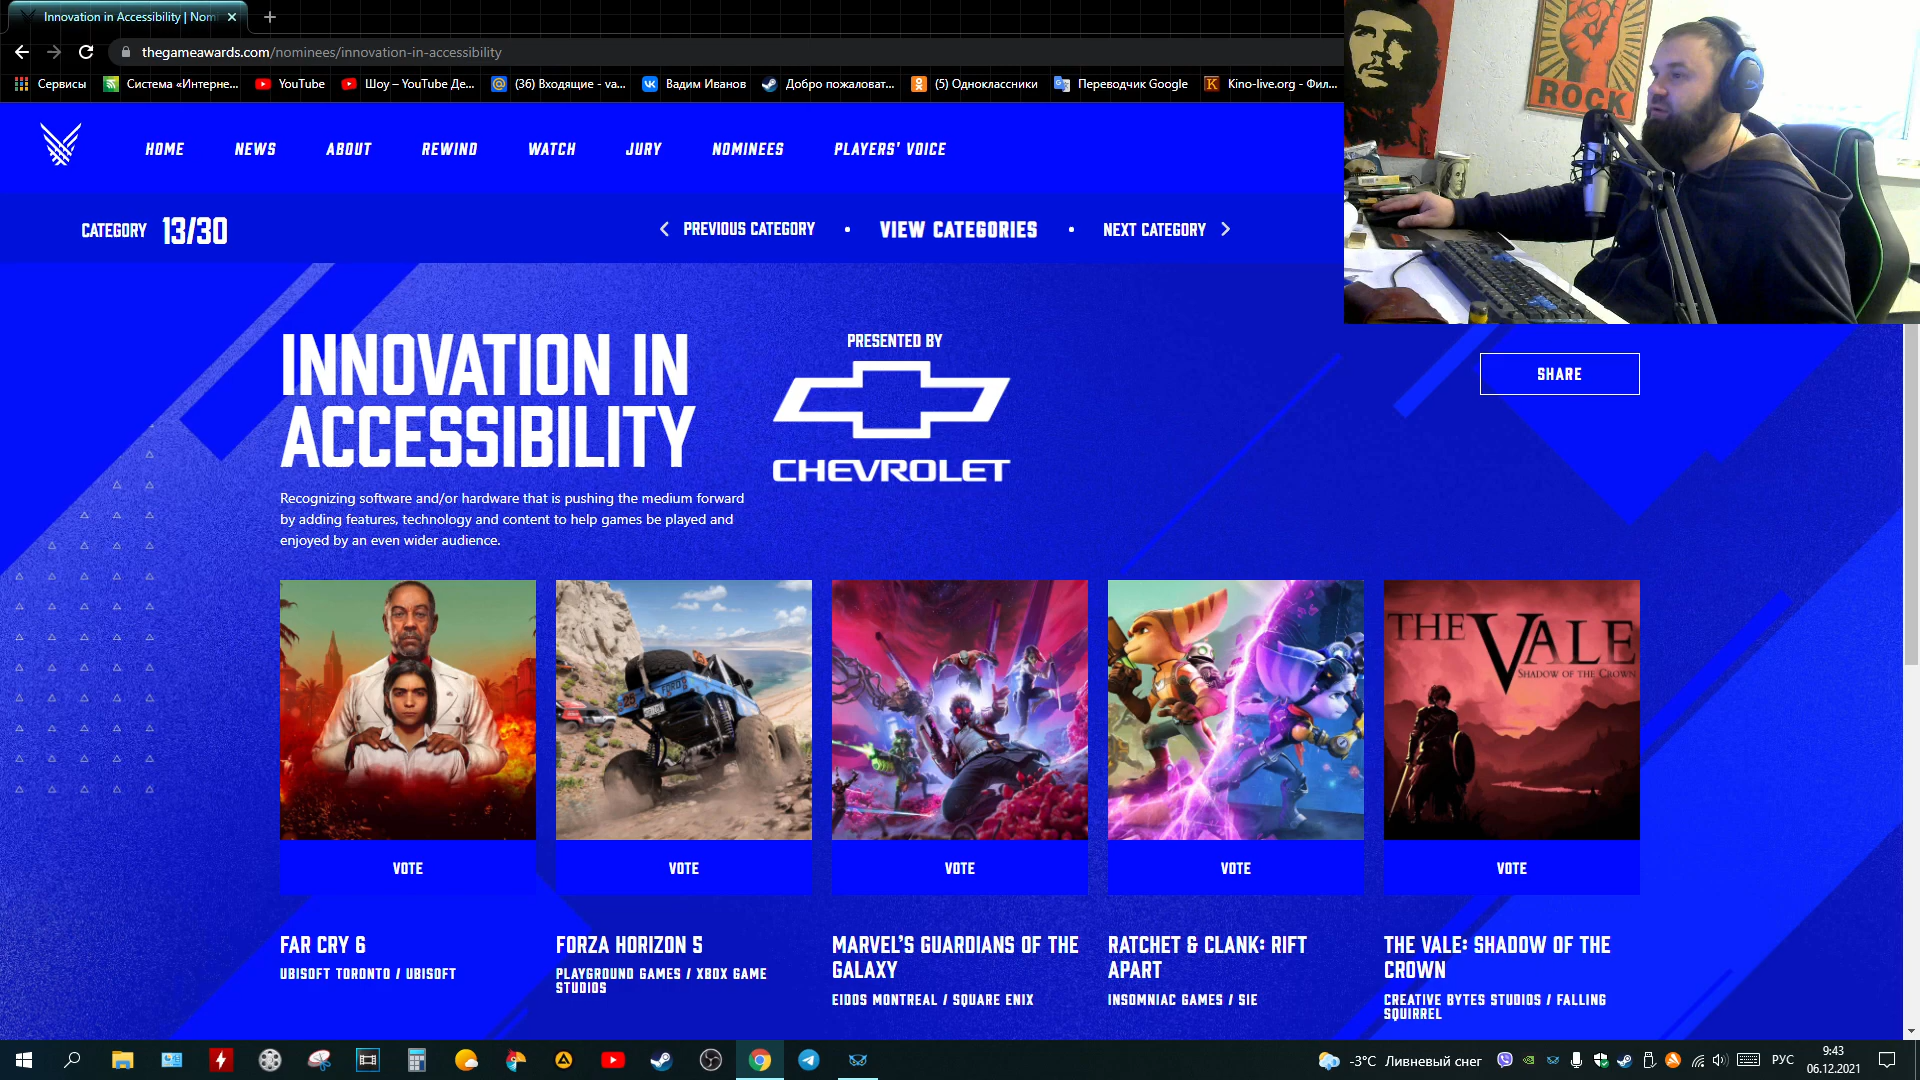 Innovation in Accessibility | Nomi
thegameawards.com/nominees/innovation-in-accessibility
Сервисы
Система «Интерне...
YouTube
Шоу – YouTube Де...
(36) Входящие - va...
Вадим Иванов
Добро пожаловат...
(5) Одноклассники
Переводчик Google
Kino-live.org - Фил...
ROCK
HOME
NEWS
ABOUT
REWIND
WATCH
JURY
NOMINEES
PLAYERS' VOICE
CATEGORY 13/30
PREVIOUS CATEGORY
VIEW CATEGORIES
NEXT CATEGORY
INNOVATION IN
ACCESSIBILITY
PRESENTED BY
CHEVROLET
SHARE
Recognizing software and/or hardware that is pushing the medium forward
by adding features, technology and content to help games be played and
enjoyed by an even wider audience.
THE VALE
SHADOW OF THE CROWN
VOTE
VOTE
VOTE
VOTE
VOTE
FAR CRY 6
UBISOFT TORONTO / UBISOFT
FORZA HORIZON 5
PLAYGROUND GAMES / XBOX GAME
STUDIOS
MARVEL'S GUARDIANS OF THE
GALAXY
EIDOS MONTREAL / SQUARE ENIX
RATCHET & CLANK: RIFT
APART
INSOMNIAC GAMES / SIE
THE VALE: SHADOW OF THE
CROWN
CREATIVE BYTES STUDIOS / FALLING
SQUIRREL
-3°C Ливневый снег
РУС
9:43
06.12.2021